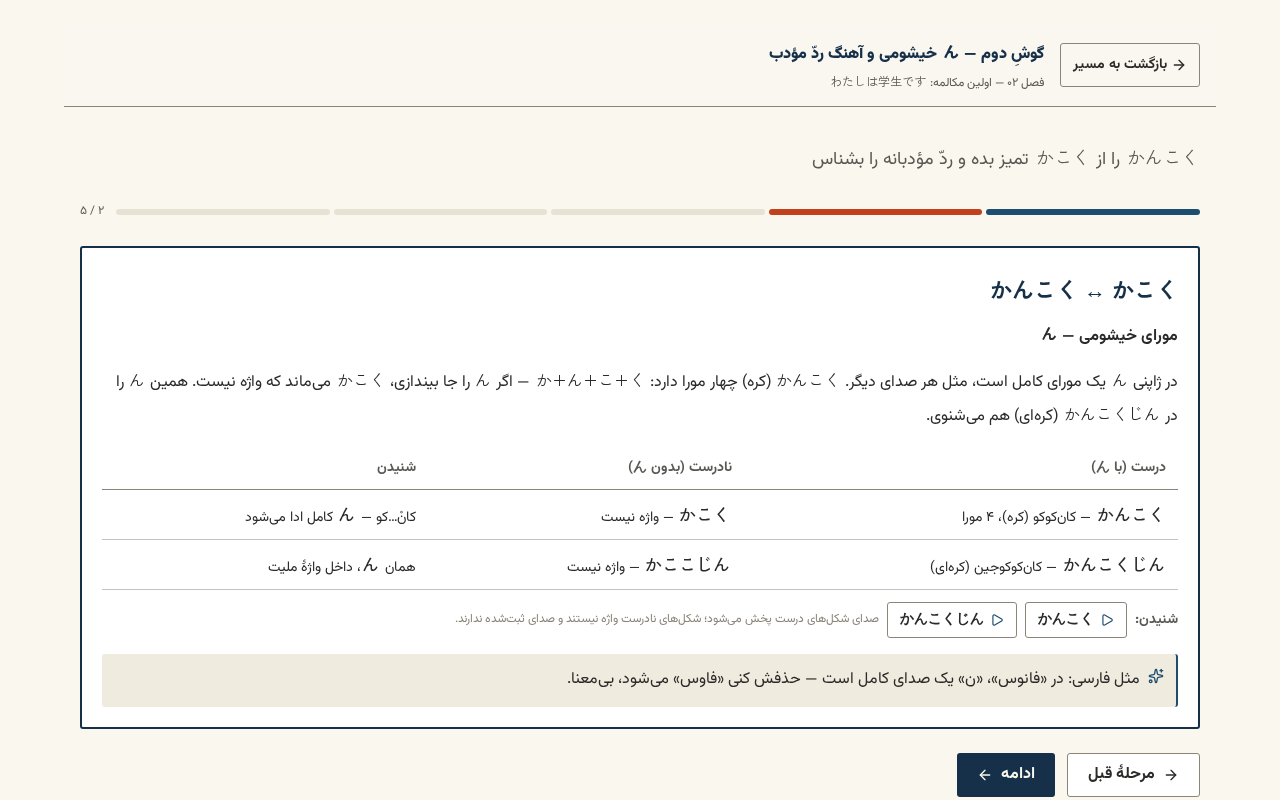 بازگشت به مسیر
گوشِ دوم — ん خیشومی و آهنگ ردّ مؤدب
فصل ۰۲ — اولین مکالمه: わたしは学生です
かんこく را از かこく تمیز بده و ردّ مؤدبانه را بشناس
۵ / ۲
かんこく ↔ かこく
مورای خیشومی — ん
در ژاپنی ん یک مورای کامل است، مثل هر صدای دیگر. かんこく (کره) چهار مورا دارد: か+ん+こ+く — اگر ん را جا بیندازی، かこく می‌ماند که واژه نیست. همین ん را
در かんこくじん (کره‌ای) هم می‌شنوی.
درست (با ん) نادرست (بدون ん) شنیدن
かんこく — کان‌کوکو (کره)، ۴ مورا かこく — واژه نیست کانْ…کو — ん کامل ادا می‌شود
かんこくじん — کان‌کوکوجین (کره‌ای) かここじん — واژه نیست همان ん، داخل واژهٔ ملیت
شنیدن: かんこく かんこくじん صدای شکل‌های درست پخش می‌شود؛ شکل‌های نادرست واژه نیستند و صدای ثبت‌شده ندارند.
مثل فارسی: در «فانوس»، «ن» یک صدای کامل است — حذفش کنی «فاوس» می‌شود، بی‌معنا.
مرحلهٔ قبل ادامه